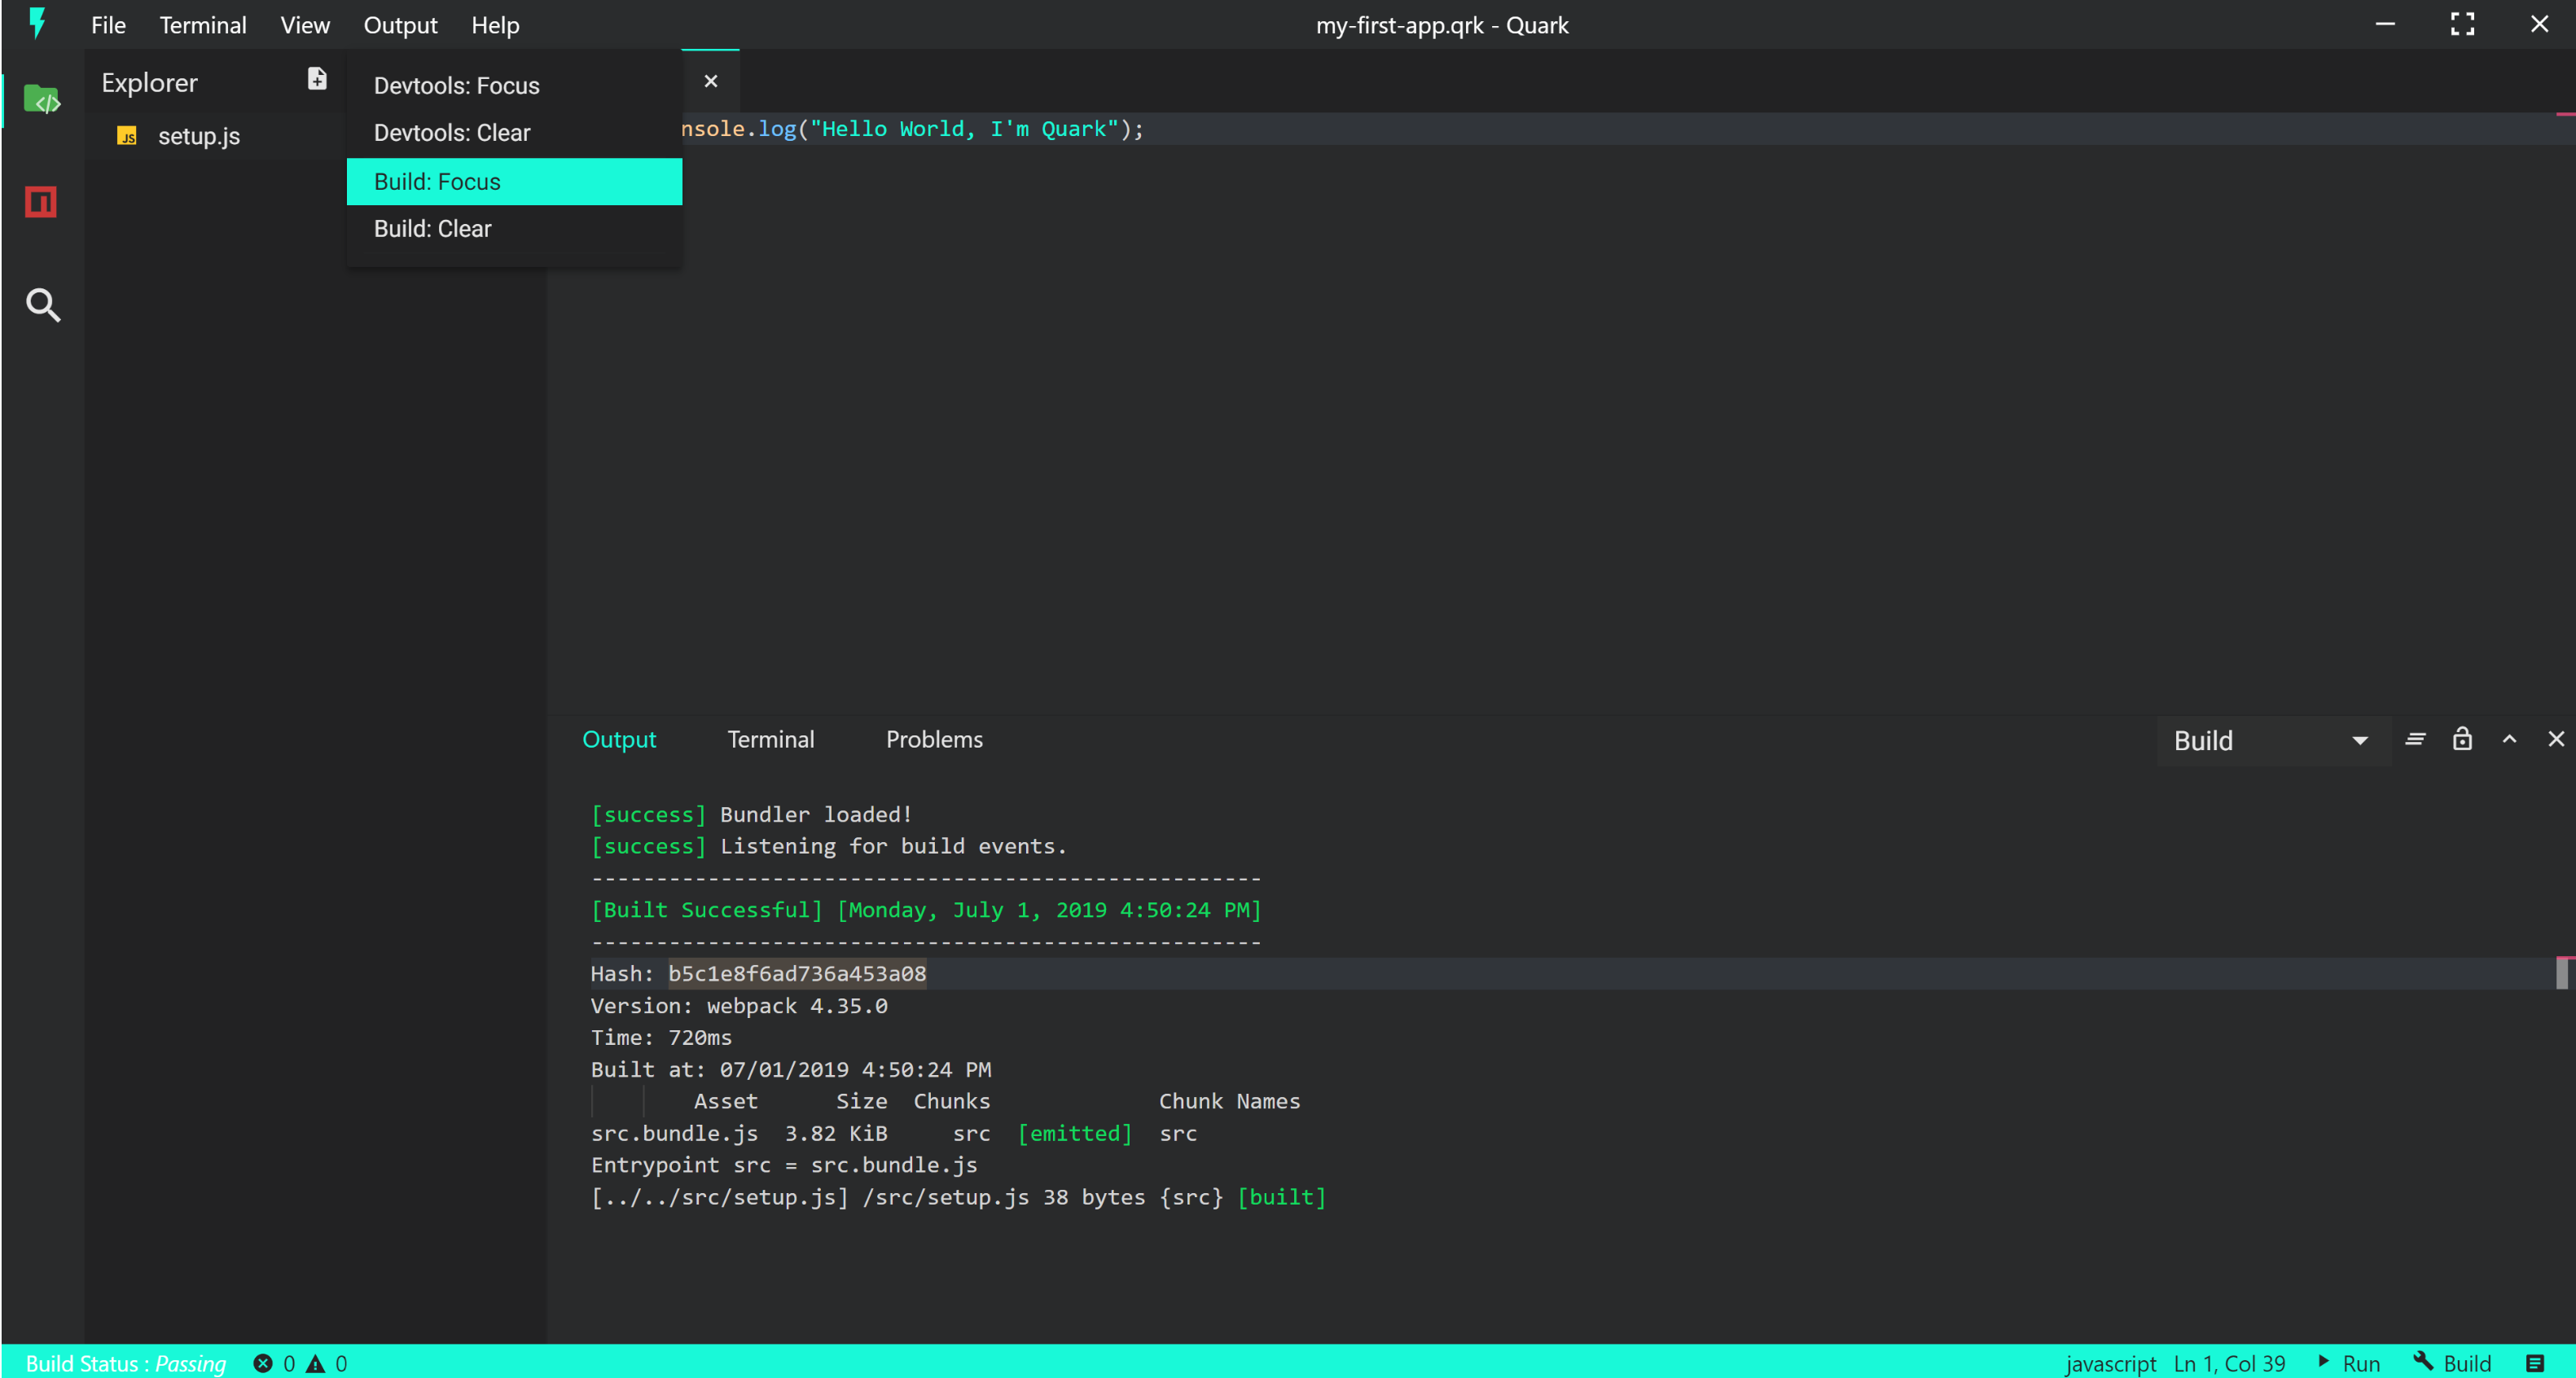 File Terminal View Output Help my-first-app.qrk - Quark
Explorer
JS setup.js
Devtools: Focus
Devtools: Clear
Build: Focus
Build: Clear
nsole.log("Hello World, I'm Quark");
Output Terminal Problems Build
[success] Bundler loaded!
[success] Listening for build events.
----------------------------------------------------
[Built Successful] [Monday, July 1, 2019 4:50:24 PM]
----------------------------------------------------
Hash: b5c1e8f6ad736a453a08
Version: webpack 4.35.0
Time: 720ms
Built at: 07/01/2019 4:50:24 PM
Asset Size Chunks Chunk Names
src.bundle.js 3.82 KiB src [emitted] src
Entrypoint src = src.bundle.js
[../../src/setup.js] /src/setup.js 38 bytes {src} [built]
Build Status : Passing 0 0 javascript Ln 1, Col 39 Run Build